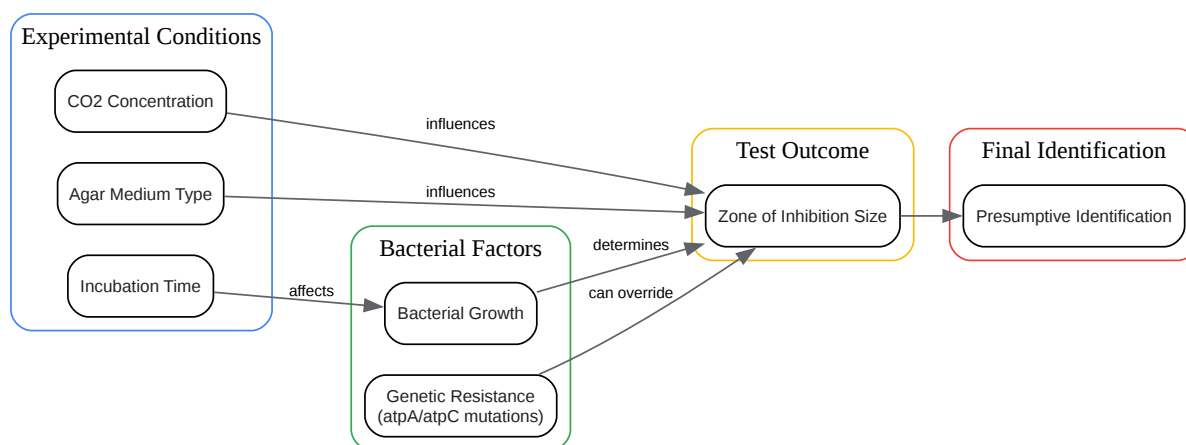 Experimental Conditions
CO2 Concentration
influences
Agar Medium Type
influences
Incubation Time
affects
Bacterial Factors
Bacterial Growth
determines
Genetic Resistance
(atpA/atpC mutations)
can override
Test Outcome
Zone of Inhibition Size
Final Identification
Presumptive Identification